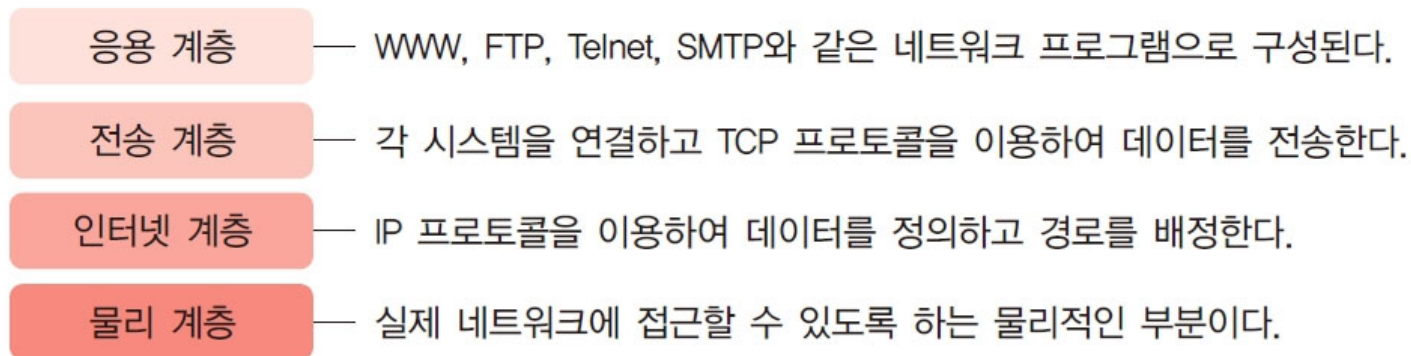 응용 계층 WWW, FTP, Telnet, SMTP와 같은 네트워크 프로그램으로 구성된다.
전송 계층 각 시스템을 연결하고 TCP 프로토콜을 이용하여 데이터를 전송한다.
인터넷 계층 IP 프로토콜을 이용하여 데이터를 정의하고 경로를 배정한다.
물리 계층 실제 네트워크에 접근할 수 있도록 하는 물리적인 부분이다.